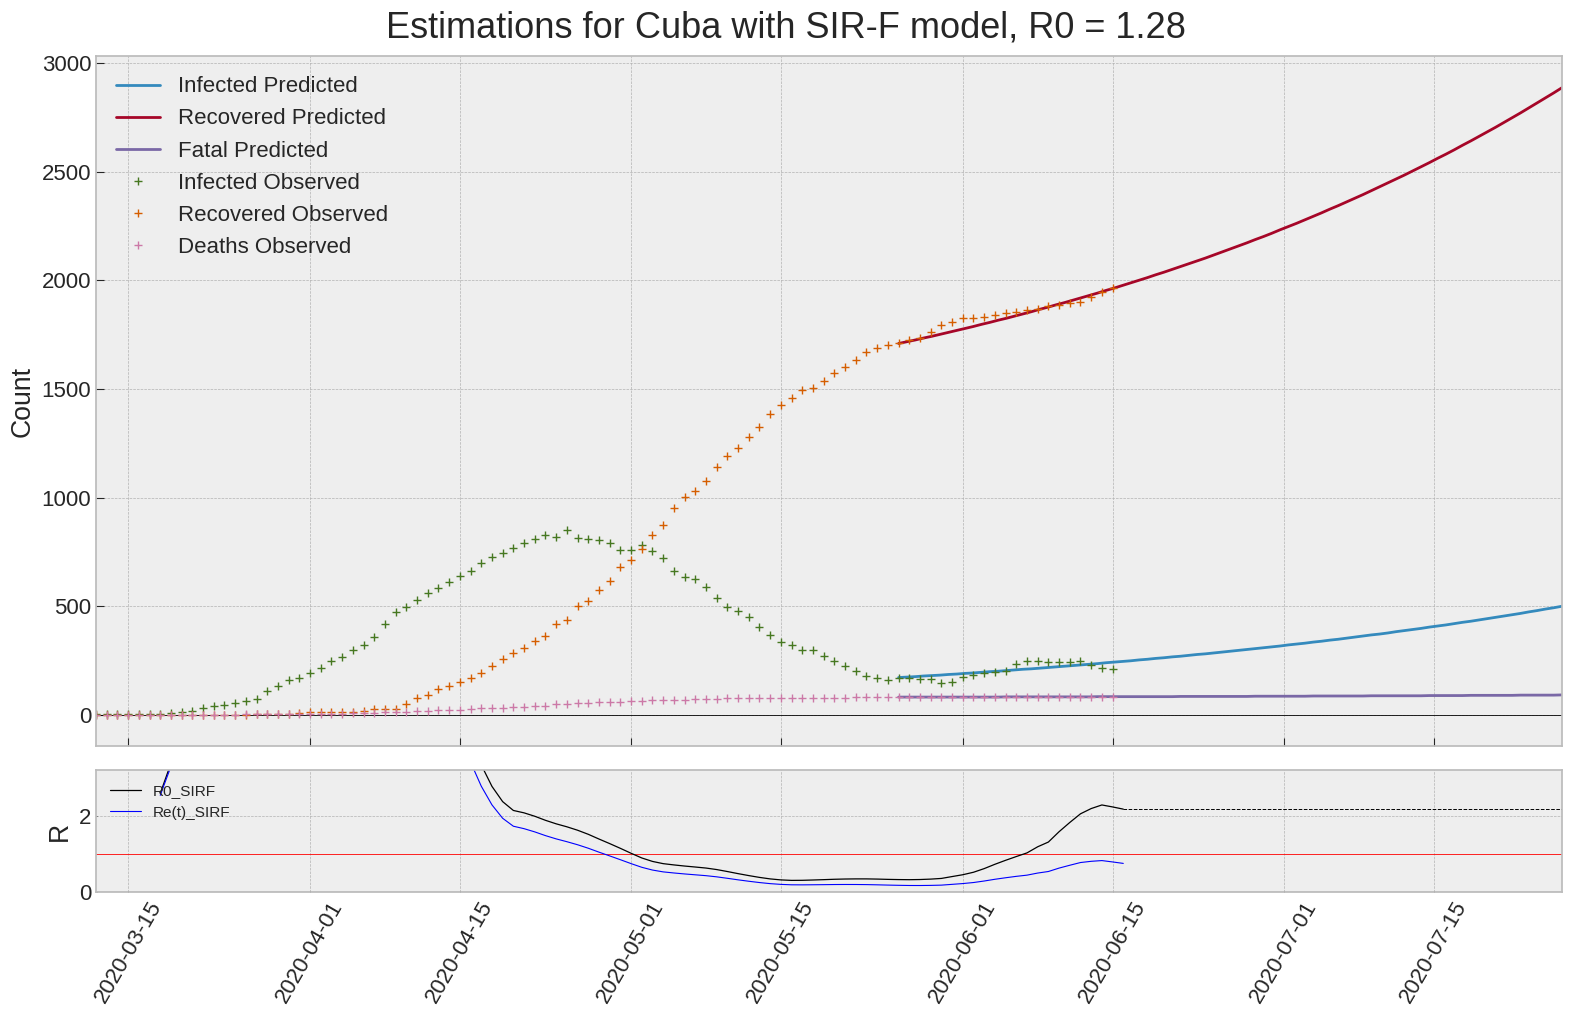 Estimations for Cuba with SIR-F model, R0 = 1.28
3000
2500
2000
1500
1000
500
0
Count
Infected Predicted
Recovered Predicted
Fatal Predicted
Infected Observed
Recovered Observed
Deaths Observed
2
0
R
R0_SIRF
Re(t)_SIRF
2020-03-15
2020-04-01
2020-04-15
2020-05-01
2020-05-15
2020-06-01
2020-06-15
2020-07-01
2020-07-15